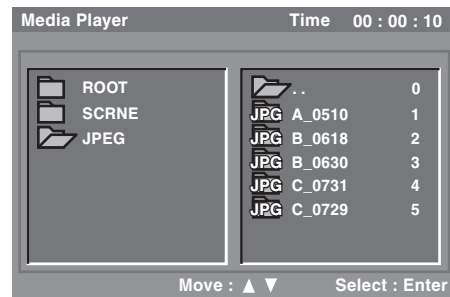 Media Player Time 00 : 00 : 10
ROOT
SCRNE
JPEG
. . 0
JPG A_0510 1
JPG B_0618 2
JPG B_0630 3
JPG C_0731 4
JPG C_0729 5
Move : ▲ ▼ Select : Enter